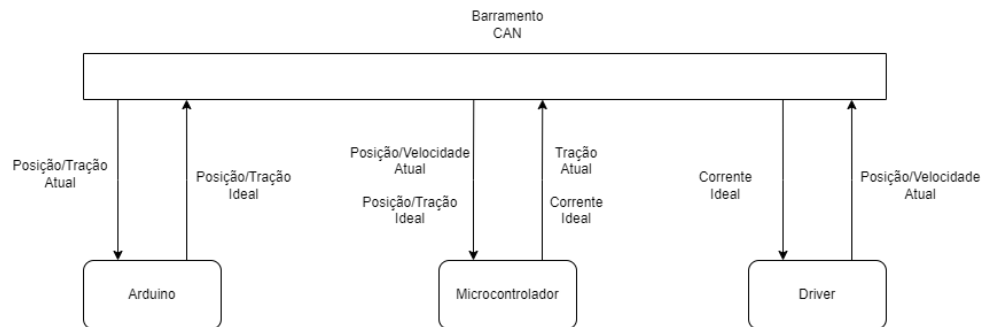 Barramento
CAN
Posição/Tração
Atual
Posição/Tração
Ideal
Posição/Velocidade
Atual
Posição/Tração
Ideal
Tração
Atual
Corrente
Ideal
Corrente
Ideal
Posição/Velocidade
Atual
Arduino
Microcontrolador
Driver